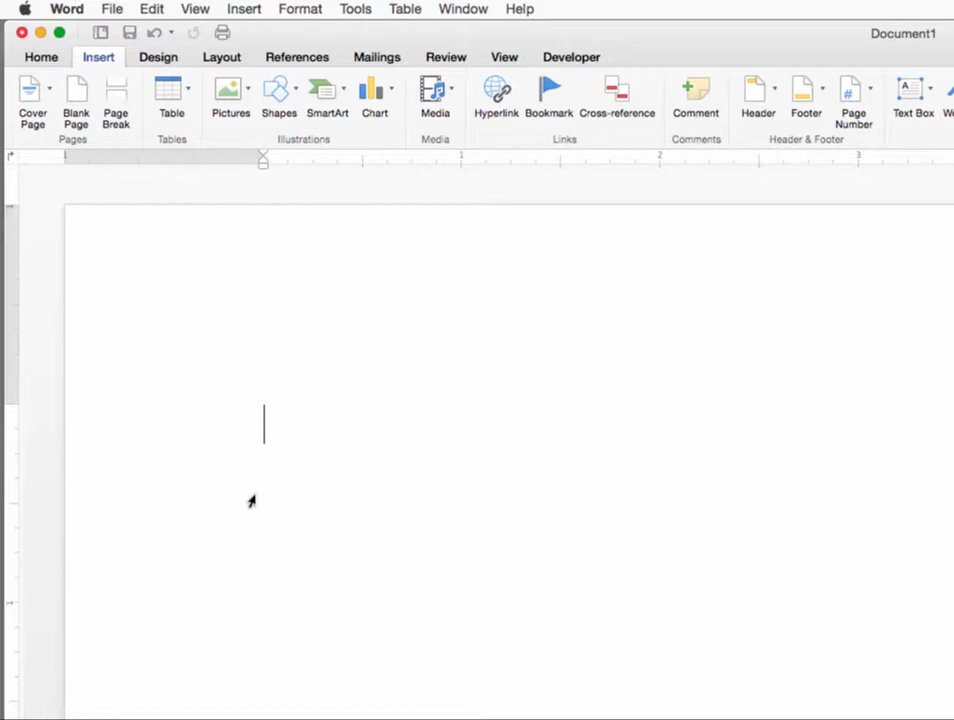 Word File Edit View Insert Format Tools Table Window Help
Document1
Home Insert Design Layout References Mailings Review View Developer
Cover Page
Blank Page
Page Break
Table
Pictures
Shapes
SmartArt
Chart
Media
Hyperlink
Bookmark
Cross-reference
Comment
Header
Footer
#
Page Number
A
Text Box
Pages
Tables
Illustrations
Media
Links
Comments
Header & Footer
1 1 2 3
1
1